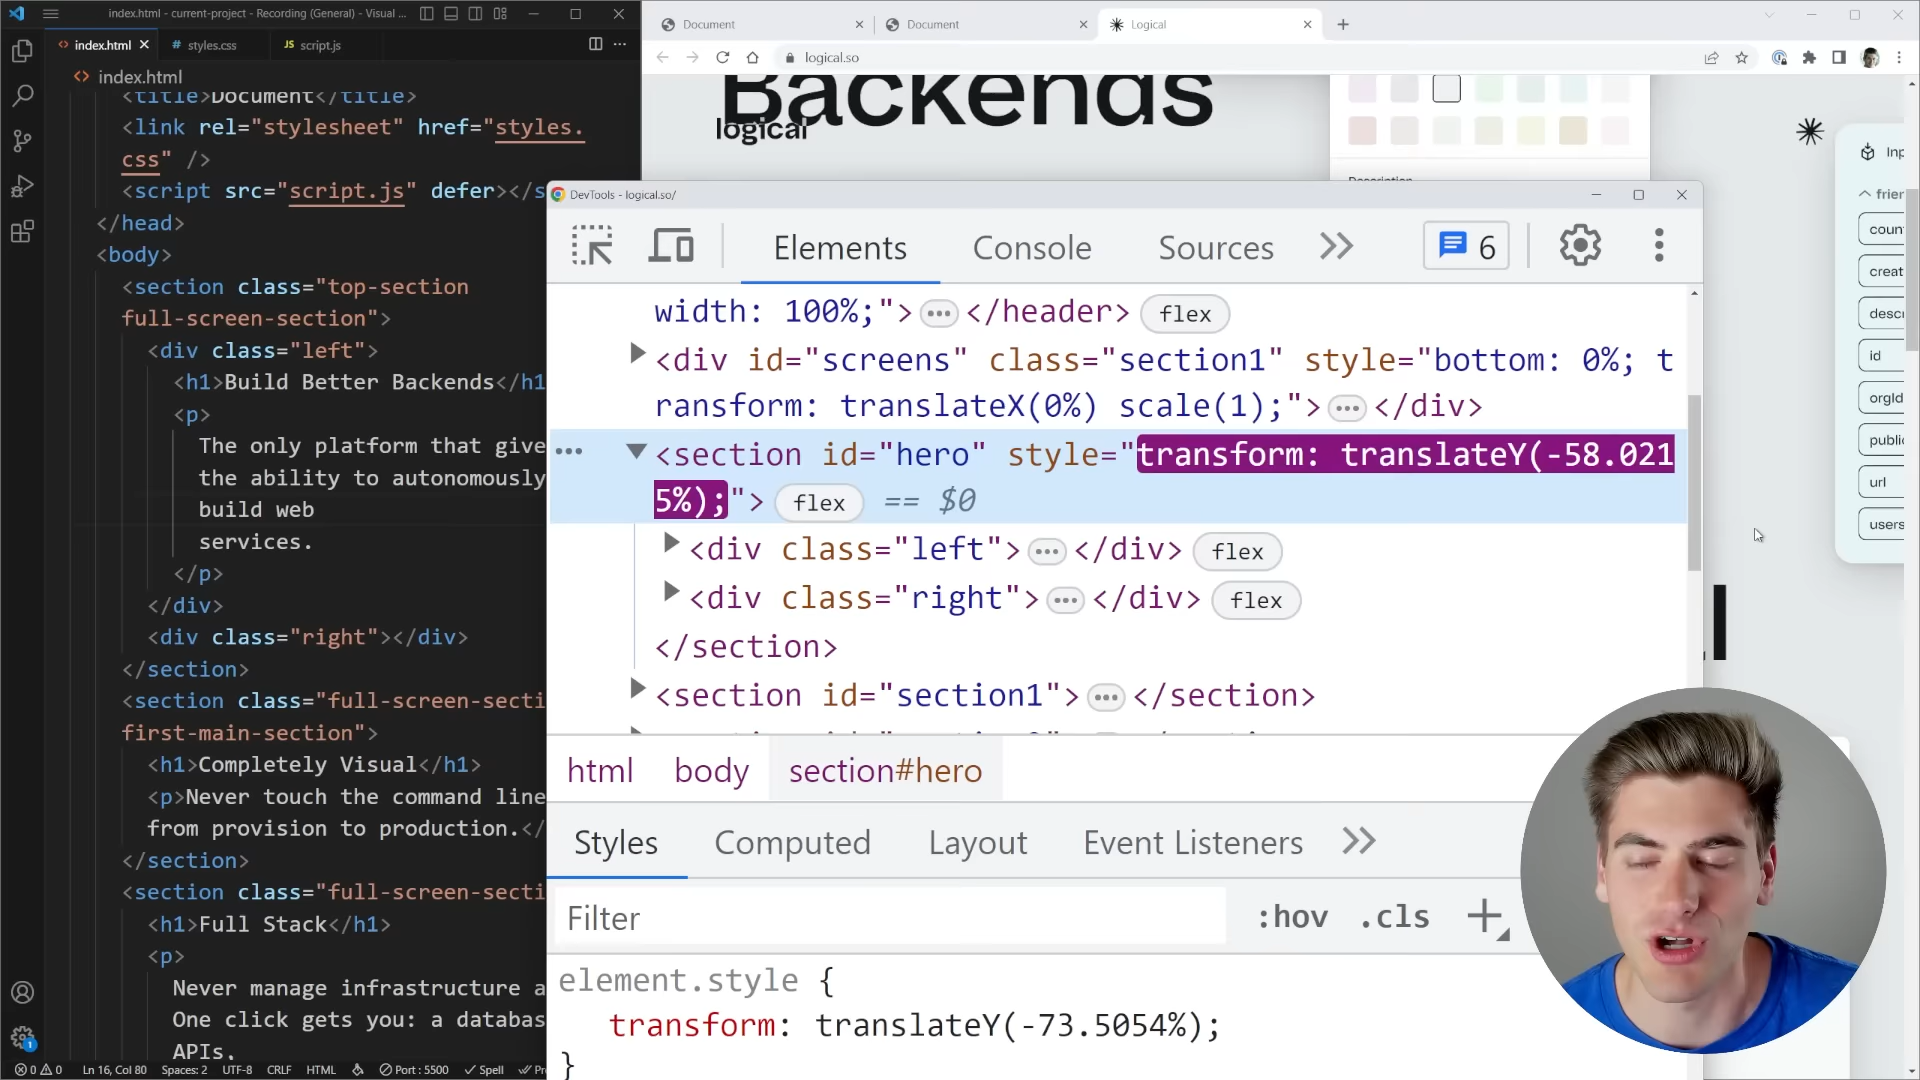 index.html - current-project - Recording (General) - Visual ...
index.html
styles.css
JS script.js
index.html
<title>Document</title>
<link rel="stylesheet" href="styles.
css" />
<script src="script.js" defer></s
</head>
<body>
<section class="top-section
full-screen-section">
<div class="left">
<h1>Build Better Backends</h1
<p>
The only platform that give
the ability to autonomously
build web
services.
</p>
</div>
<div class="right"></div>
</section>
<section class="full-screen-secti
first-main-section">
<h1>Completely Visual</h1>
<p>Never touch the command line
from provision to production.</
</section>
<section class="full-screen-secti
<h1>Full Stack</h1>
<p>
Never manage infrastructure a
One click gets you: a databas
APIs,
0 0 Ln 16, Col 80 Spaces: 2 UTF-8 CRLF HTML Port : 5500 Spell Pr
Document
Document
Logical
logical.so
Backends
logical
Description
Inp
frien
coun
creat
descr
id
orgId
public
url
users
DevTools - logical.so/
Elements Console Sources 6
width: 100%;"> ••• </header> flex
<div id="screens" class="section1" style="bottom: 0%; t
ransform: translateX(0%) scale(1);"> ••• </div>
<section id="hero" style="transform: translateY(-58.021
5%);"> flex == $0
<div class="left"> ••• </div> flex
<div class="right"> ••• </div> flex
</section>
<section id="section1"> ••• </section>
html body section#hero
Styles Computed Layout Event Listeners
Filter :hov .cls
element.style {
transform: translateY(-73.5054%);
}